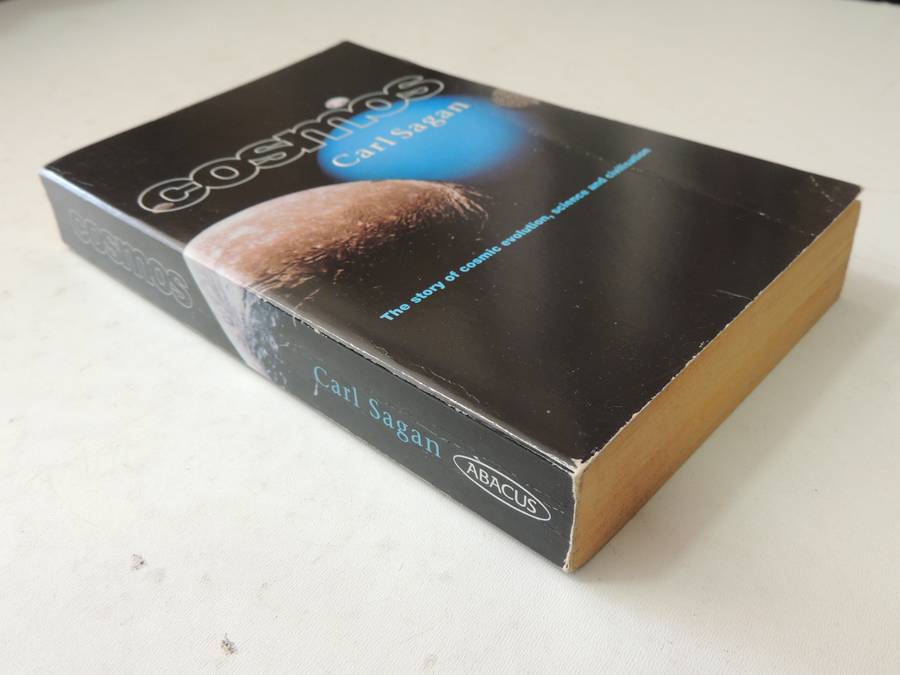 cosmos
Carl Sagan
The story of cosmic evolution, science and civilisation
cosmos
Carl Sagan
ABACUS